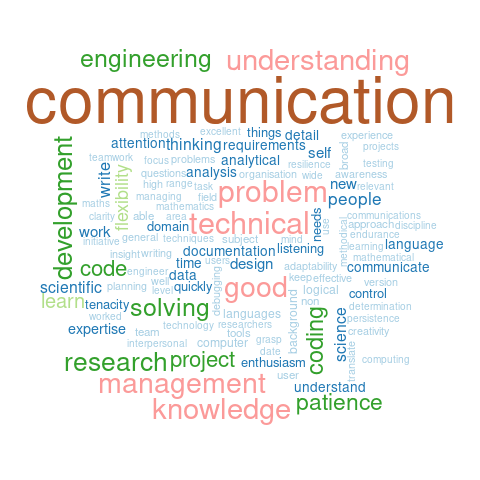 engineering understanding
communication
methods excellent things detail experience
attention thinking requirements broad projects
teamwork focus problems analytical self resilience testing
write flexibility questions analysis organisation wide awareness
high range task problem new relevant
development managing field people
maths mathematics communications
clarity able area technical needs use methodical approach discipline
work domain endurance
initiative general techniques subject mind language
insight writing documentation listening learning
code engineer time users design adaptability mathematical communicate
scientific planning well data debugging keep effective version
level quickly good logical control
learn tenacity solving background non determination
worked languages coding persistence
expertise team technology researchers science creativity
interpersonal computer tools grasp
research project date enthusiasm translate computing
management user understand
knowledge patience